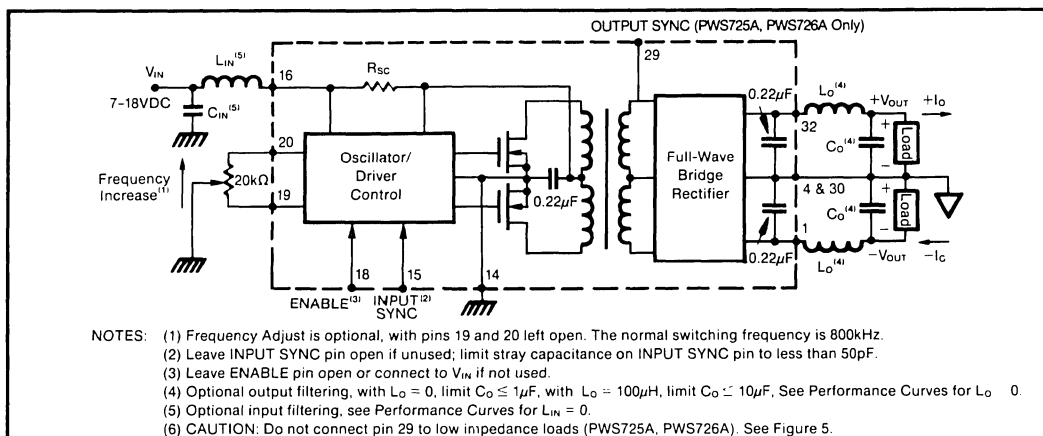 OUTPUT SYNC (PWS725A, PWS726A Only)
29
VIN
7–18VDC
LIN(5)
CIN(5)
16
RSC
20
19
20kΩ
Frequency
Increase(1)
Oscillator/
Driver
Control
0.22µF
18
15
14
ENABLE(3)
INPUT(2)
SYNC
Full-Wave
Bridge
Rectifier
0.22µF
0.22µF
32
4 & 30
1
LO(4)
+VOUT
+IO
CO(4)
+
Load
–
+
CO(4)
Load
–
LO(4)
–VOUT
–IC
NOTES: (1) Frequency Adjust is optional, with pins 19 and 20 left open. The normal switching frequency is 800kHz.
(2) Leave INPUT SYNC pin open if unused; limit stray capacitance on INPUT SYNC pin to less than 50pF.
(3) Leave ENABLE pin open or connect to VIN if not used.
(4) Optional output filtering, with LO = 0, limit CO ≤ 1µF, with LO = 100µH, limit CO ≤ 10µF, See Performance Curves for LO 0.
(5) Optional input filtering, see Performance Curves for LIN = 0.
(6) CAUTION: Do not connect pin 29 to low impedance loads (PWS725A, PWS726A). See Figure 5.